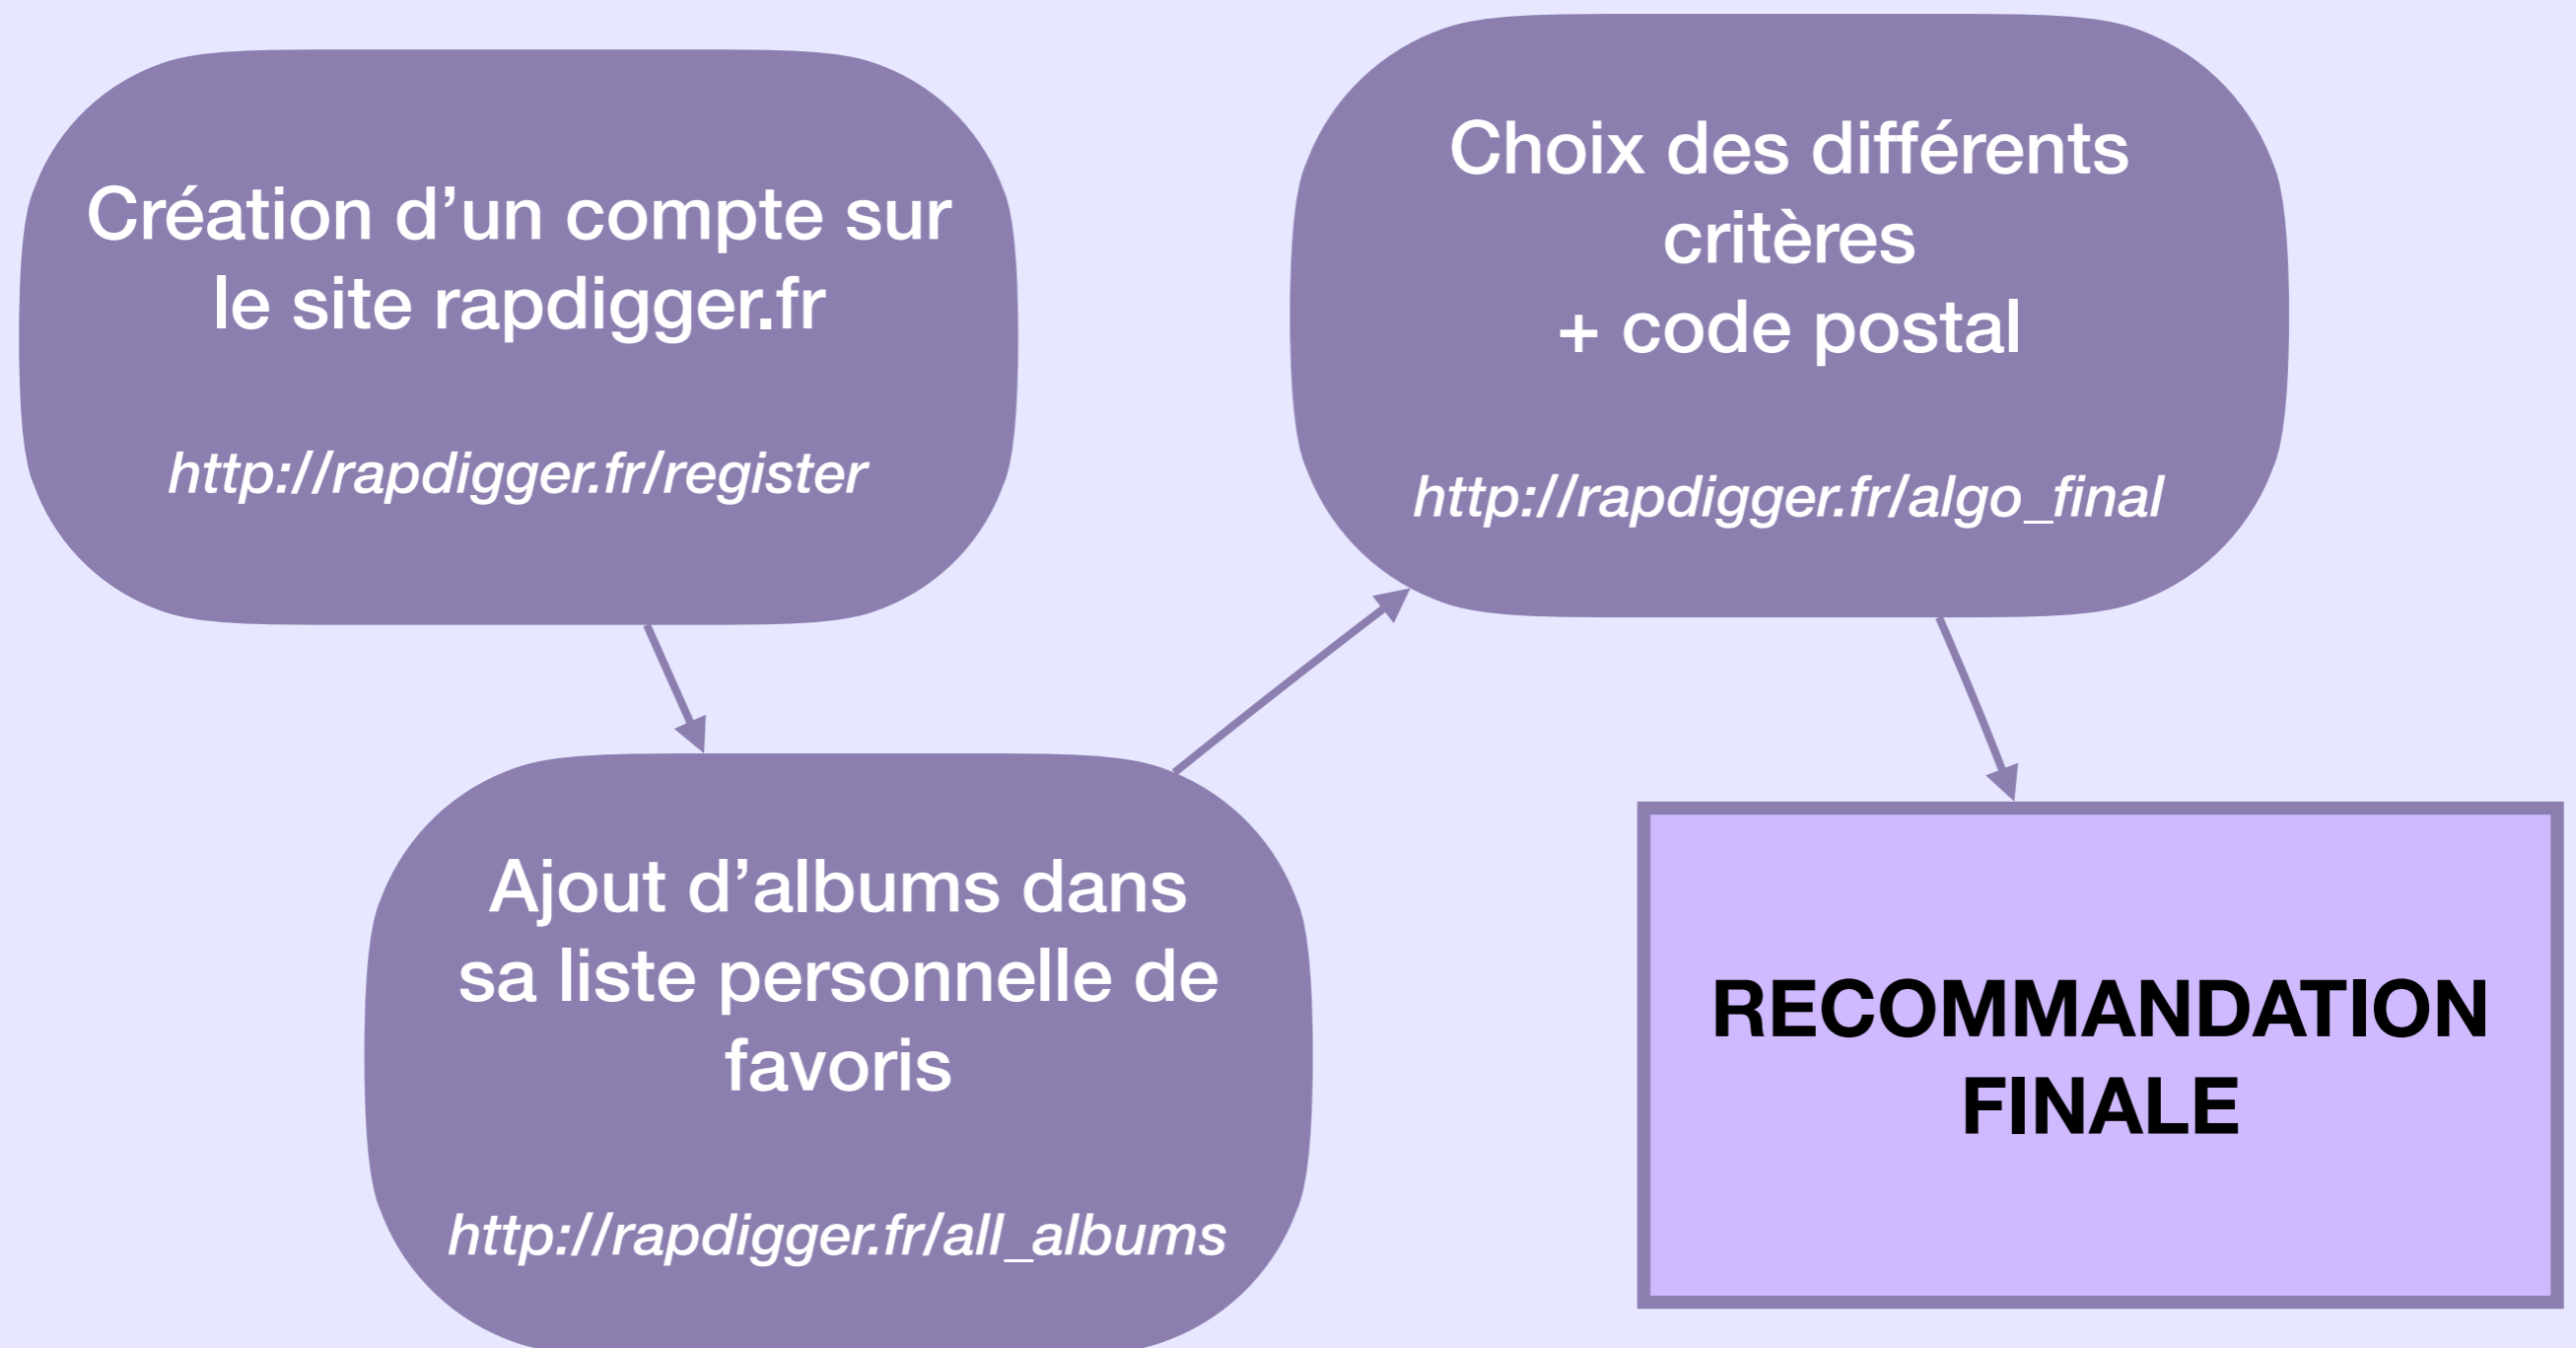 Création d’un compte sur
le site rapdigger.fr
http://rapdigger.fr/register
Ajout d’albums dans
sa liste personnelle de
favoris
http://rapdigger.fr/all_albums
Choix des différents
critères
+ code postal
http://rapdigger.fr/algo_final
RECOMMANDATION
FINALE